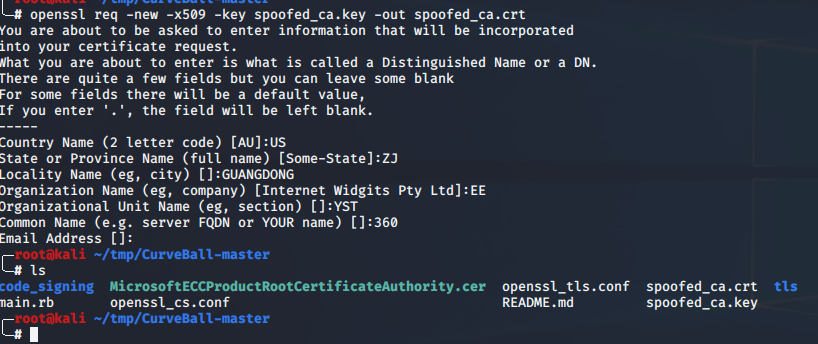 # openssl req -new -x509 -key spoofed_ca.key -out spoofed_ca.crt
You are about to be asked to enter information that will be incorporated
into your certificate request.
What you are about to enter is what is called a Distinguished Name or a DN.
There are quite a few fields but you can leave some blank
For some fields there will be a default value,
If you enter '.', the field will be left blank.
-----
Country Name (2 letter code) [AU]:US
State or Province Name (full name) [Some-State]:ZJ
Locality Name (eg, city) []:GUANGDONG
Organization Name (eg, company) [Internet Widgits Pty Ltd]:EE
Organizational Unit Name (eg, section) []:YST
Common Name (e.g. server FQDN or YOUR name) []:360
Email Address []:
root@kali ~/tmp/CurveBall-master
# ls
code_signing MicrosoftECCProductRootCertificateAuthority.cer openssl_tls.conf spoofed_ca.crt tls
main.rb openssl_cs.conf README.md spoofed_ca.key
root@kali ~/tmp/CurveBall-master
#